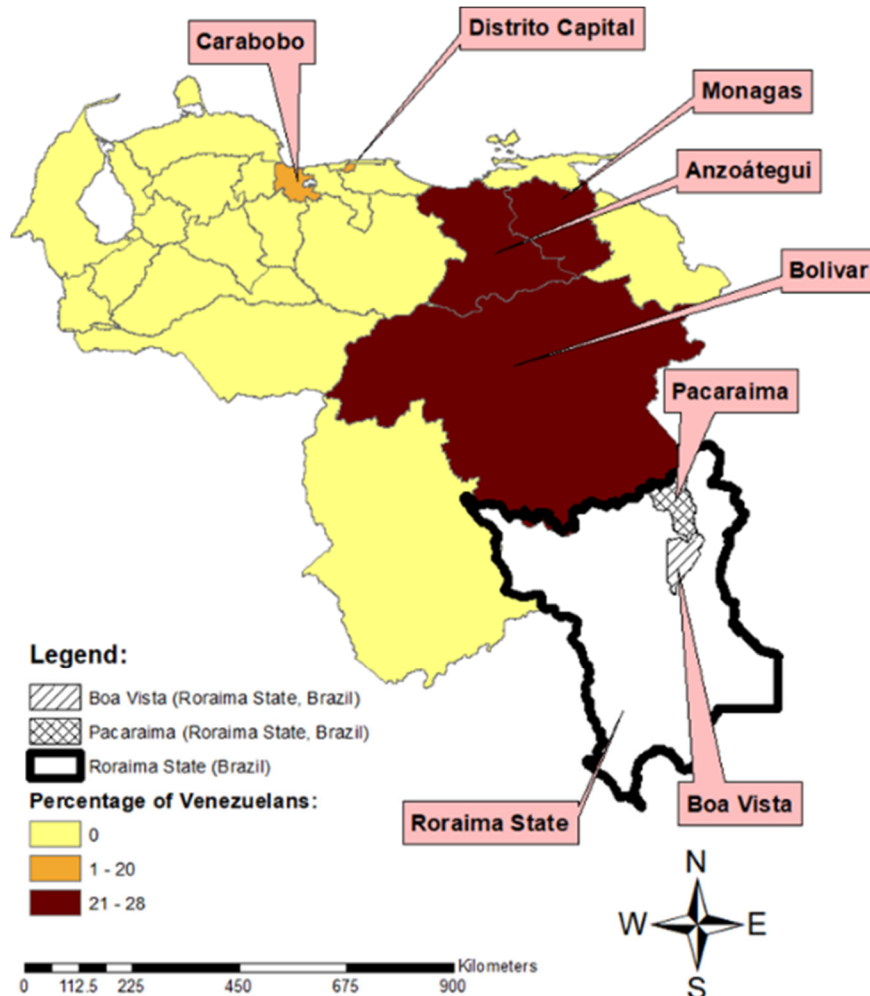 Carabobo
Distrito Capital
Monagas
Anzoátegui
Bolivar
Pacaraima
Legend:
Boa Vista (Roraima State, Brazil)
Pacaraima (Roraima State, Brazil)
Roraima State (Brazil)
Percentage of Venezuelans:
0
1 - 20
21 - 28
Roraima State
Boa Vista
N
W
E
S
Kilometers
0 112.5 225 450 675 900